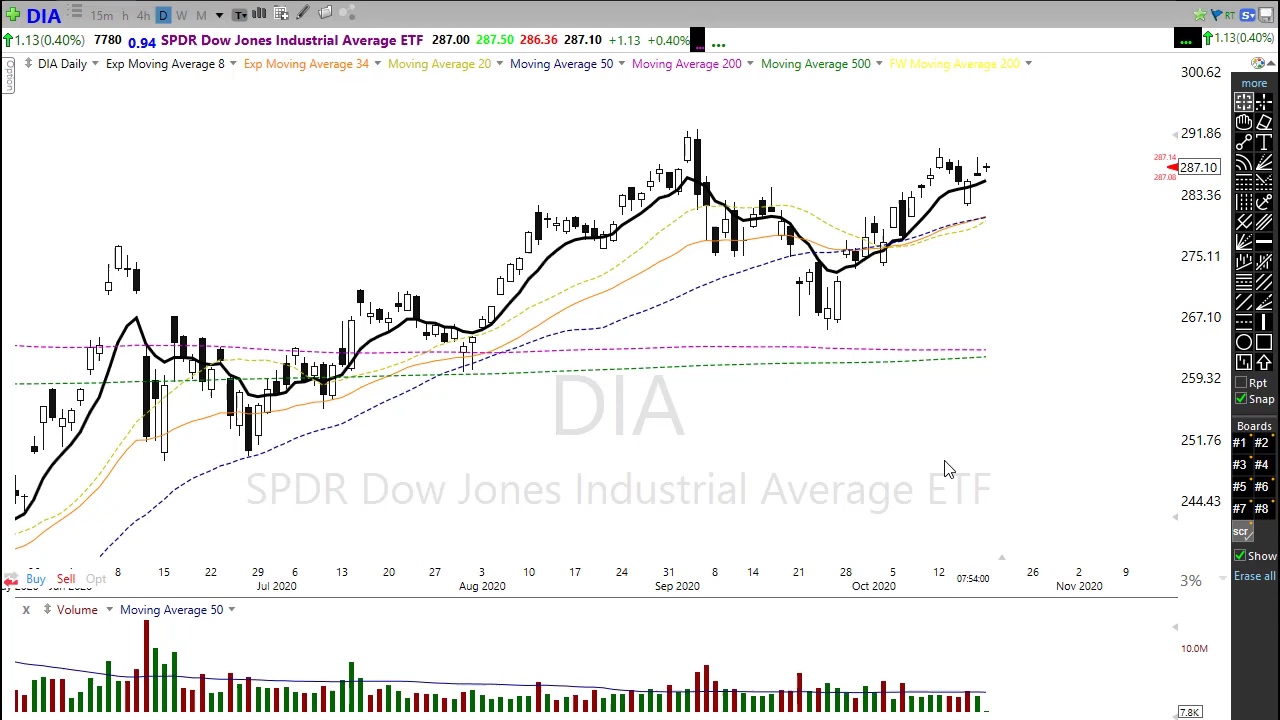 DIA 15m h 4h D W M T RT S
1.13(0.40%) 7780 0.94 SPDR Dow Jones Industrial Average ETF 287.00 287.50 286.36 287.10 +1.13 +0.40% ... ... 1.13(0.40%)
Option DIA Daily Exp Moving Average 8 Exp Moving Average 34 Moving Average 20 Moving Average 50 Moving Average 200 Moving Average 500 FW Moving Average 200
300.62
more
291.86
287.14
287.10
287.08
283.36
275.11
267.10
259.32
251.76
244.43
DIA
SPDR Dow Jones Industrial Average ETF
T
Rpt
Snap
Boards
#1 #2
#3 #4
#5 #6
#7 #8
scr
Show
Erase all
8 15 22 29 6 13 20 27 3 10 17 24 31 8 14 21 28 5 12 07:54:00 26 2 9
Jul 2020 Aug 2020 Sep 2020 Oct 2020 Nov 2020
Buy Sell Opt
3%
x Volume Moving Average 50
10.0M
7.8K